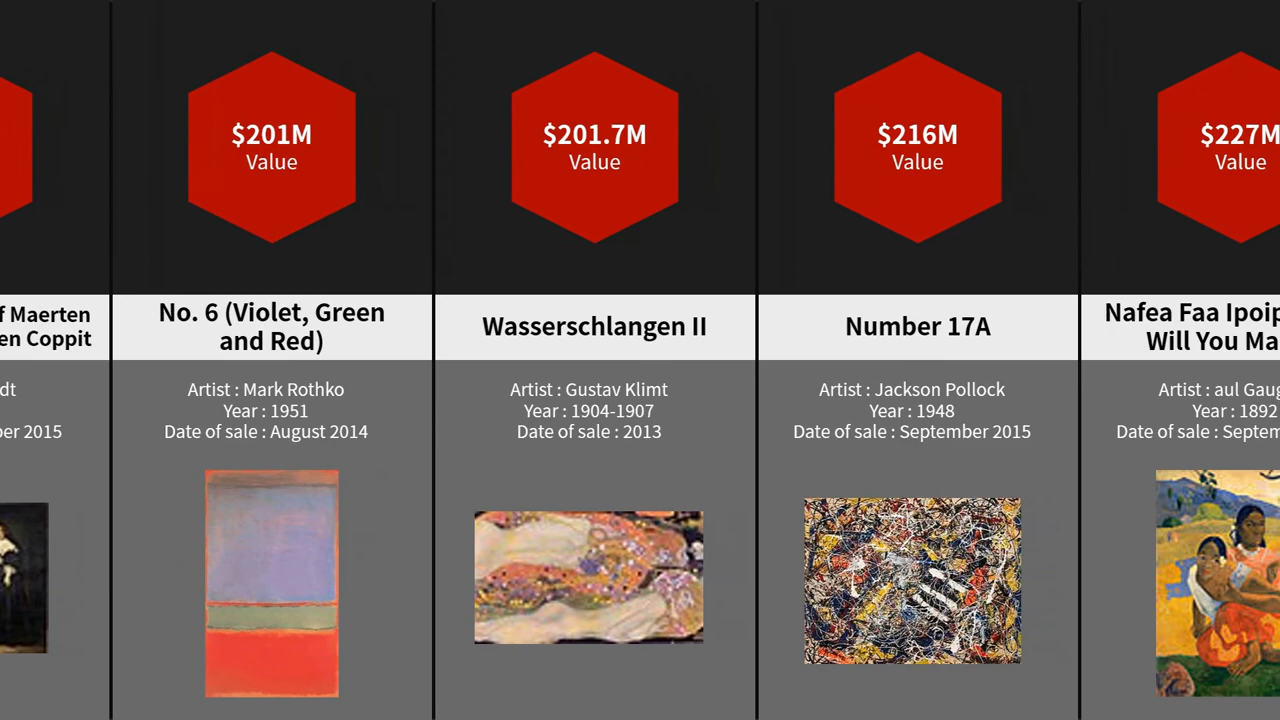 f Maerten
en Coppit
dt
er 2015
$201M
Value
No. 6 (Violet, Green
and Red)
Artist : Mark Rothko
Year : 1951
Date of sale : August 2014
$201.7M
Value
Wasserschlangen II
Artist : Gustav Klimt
Year : 1904-1907
Date of sale : 2013
$216M
Value
Number 17A
Artist : Jackson Pollock
Year : 1948
Date of sale : September 2015
$227M
Value
Nafea Faa Ipoip
Will You Ma
Artist : aul Gaug
Year : 1892
Date of sale : Septem